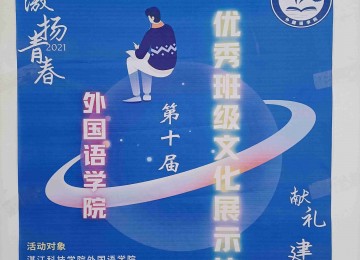 激扬
青春
2021
外国语学院
第十届
优秀班级文化展示
献礼
建
活动对象
湛江科技学院外国语学院